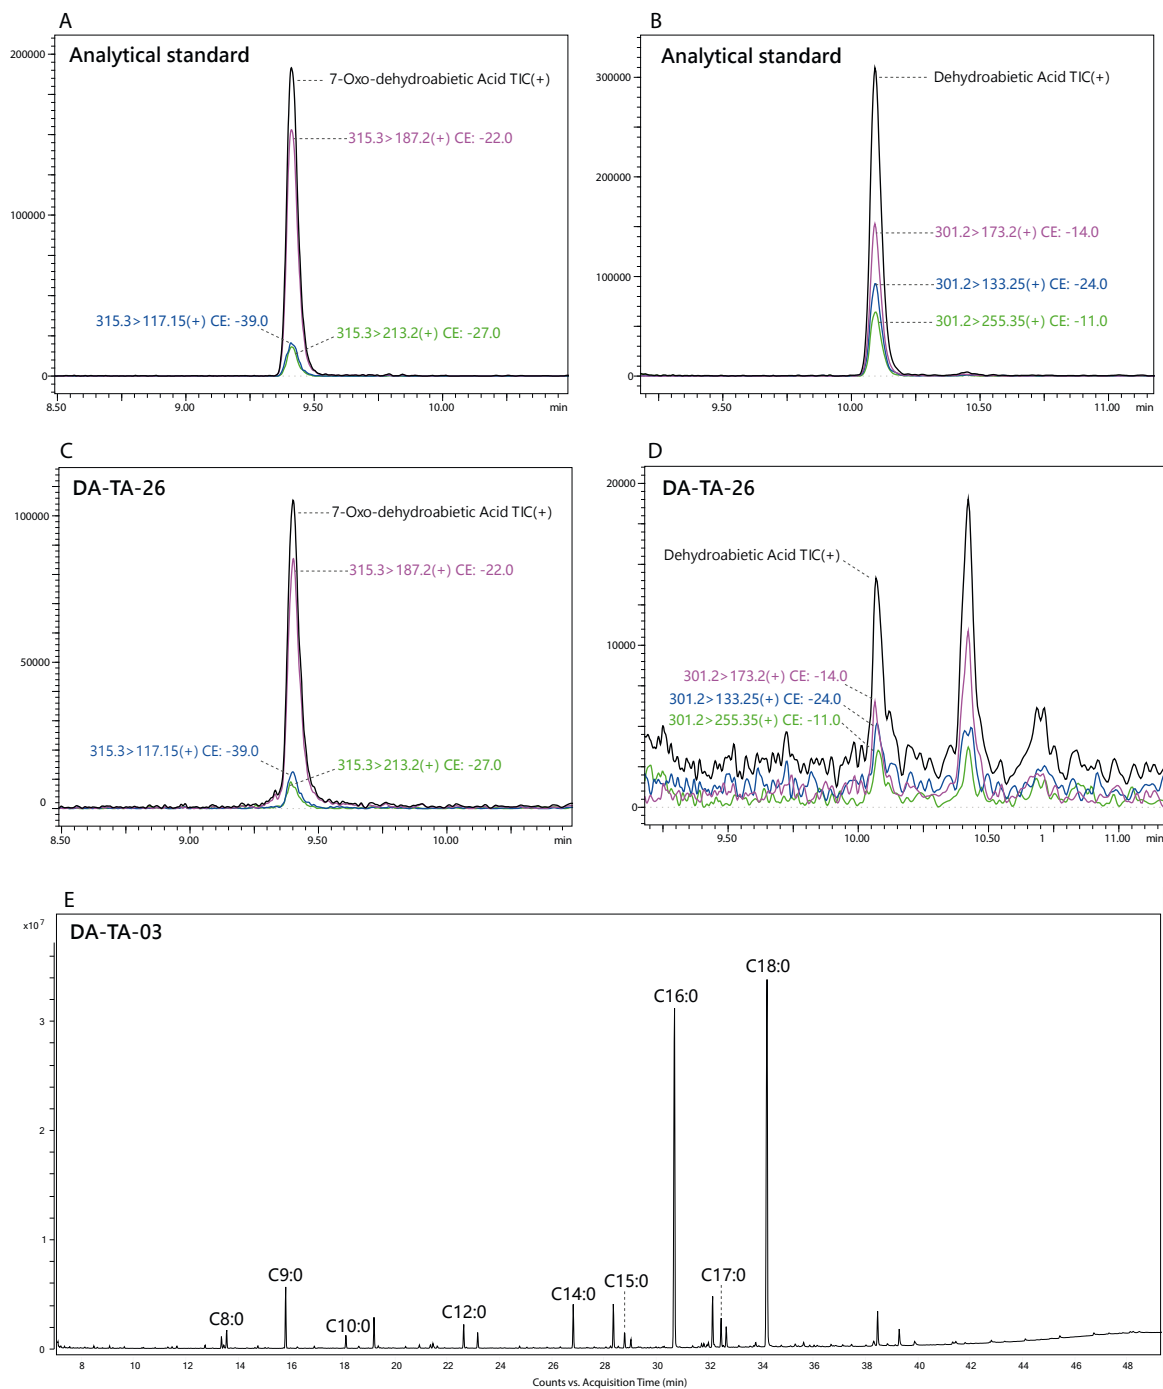 A
Analytical standard
200000
100000
0
7-Oxo-dehydroabietic Acid TIC(+)
315.3>187.2(+) CE: -22.0
315.3>117.15(+) CE: -39.0
315.3>213.2(+) CE: -27.0
8.50 9.00 9.50 10.00 min
B
Analytical standard
300000
200000
100000
0
Dehydroabietic Acid TIC(+)
301.2>173.2(+) CE: -14.0
301.2>133.25(+) CE: -24.0
301.2>255.35(+) CE: -11.0
9.50 10.00 10.50 11.00 min
C
DA-TA-26
100000
50000
0
7-Oxo-dehydroabietic Acid TIC(+)
315.3>187.2(+) CE: -22.0
315.3>117.15(+) CE: -39.0
315.3>213.2(+) CE: -27.0
8.50 9.00 9.50 10.00 min
D
DA-TA-26
20000
10000
0
Dehydroabietic Acid TIC(+)
301.2>173.2(+) CE: -14.0
301.2>133.25(+) CE: -24.0
301.2>255.35(+) CE: -11.0
9.50 10.00 10.50 1 11.00 min
E
x10⁷
DA-TA-03
3
2
1
0
C8:0
C9:0
C10:0
C12:0
C14:0
C15:0
C16:0
C17:0
C18:0
8 10 12 14 16 18 20 22 24 26 28 30 32 34 36 38 40 42 44 46 48
Counts vs. Acquisition Time (min)